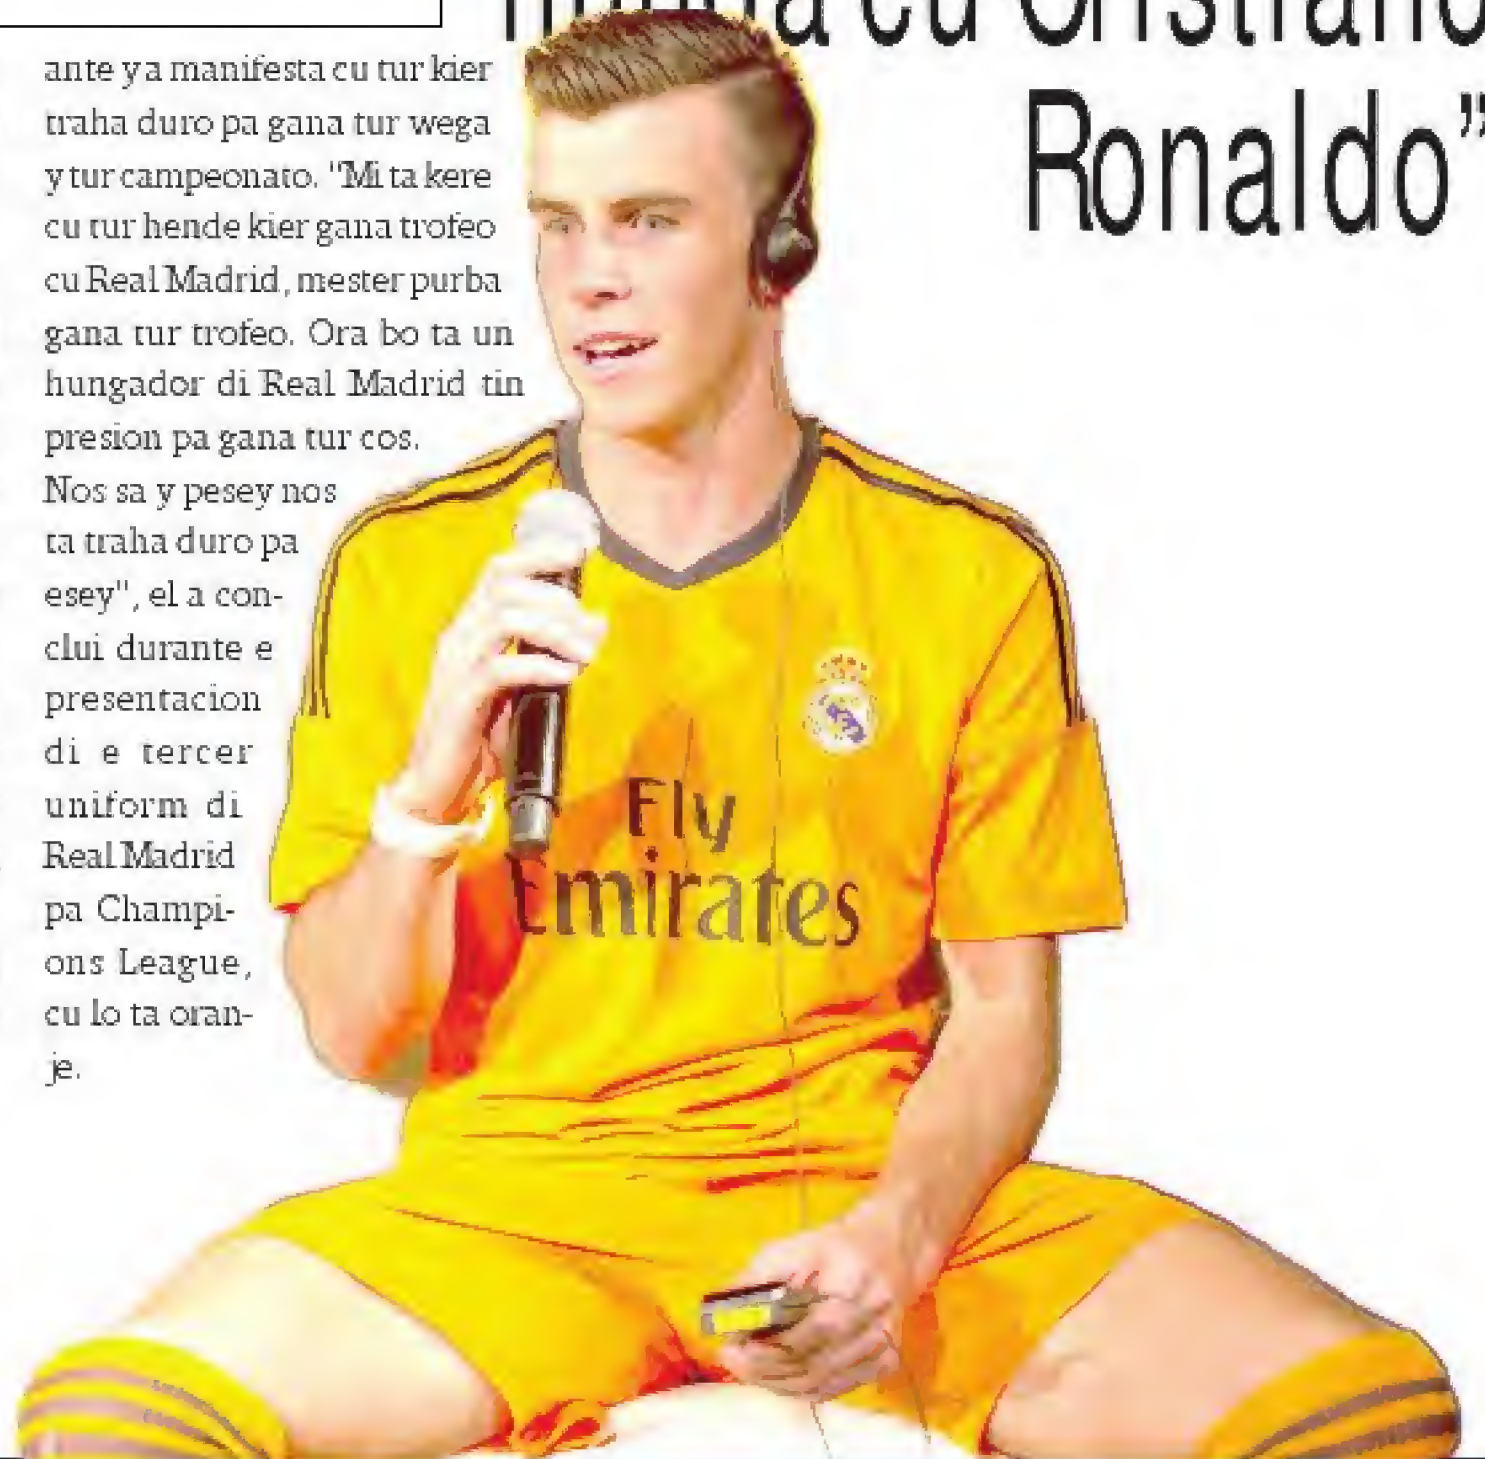 cu Cristiano
Ronaldo”
ante ya manifesta cu tur kier
traha duro pa gana tur wega
y tur campeonato. "Mi ta kere
cu tur hende kier gana trofeo
cu Real Madrid, mester purba
gana tur trofeo. Ora bo ta un
hungador di Real Madrid tin
presion pa gana tur cos.
Nos sa y pesey nos
ta traha duro pa
esey", el a con-
clui durante e
presentacion
di e tercer
uniform di
Real Madrid
pa Champi-
ons League,
cu lo ta oran-
je.
Fly
Emirates